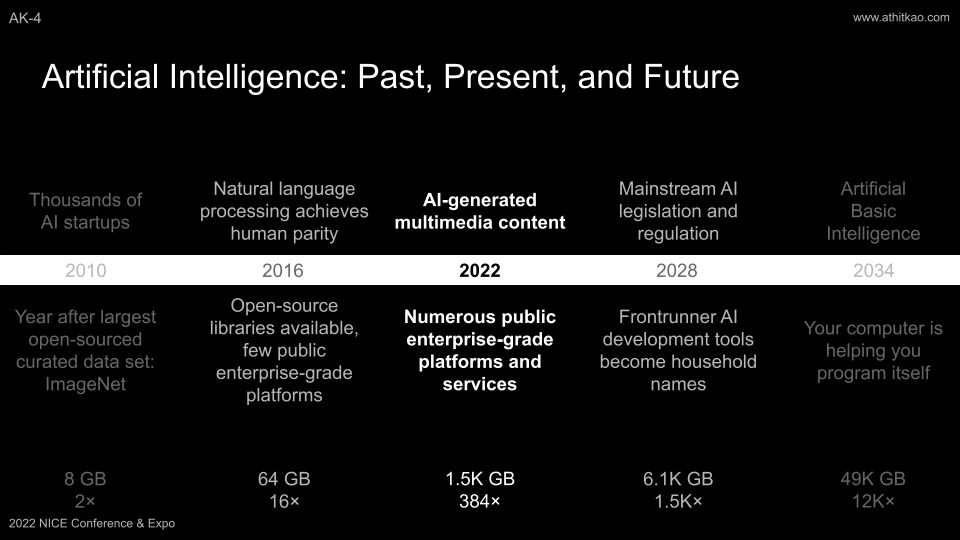 AK-4
www.athitkao.com
Artificial Intelligence: Past, Present, and Future
Thousands of
AI startups
Natural language
processing achieves
human parity
AI-generated
multimedia content
Mainstream AI
legislation and
regulation
Artificial
Basic
Intelligence
2010
2016
2022
2028
2034
Year after largest
open-sourced
curated data set:
ImageNet
Open-source
libraries available,
few public
enterprise-grade
platforms
Numerous public
enterprise-grade
platforms and
services
Frontrunner AI
development tools
become household
names
Your computer is
helping you
program itself
8 GB
2×
64 GB
16×
1.5K GB
384×
6.1K GB
1.5K×
49K GB
12K×
2022 NICE Conference & Expo